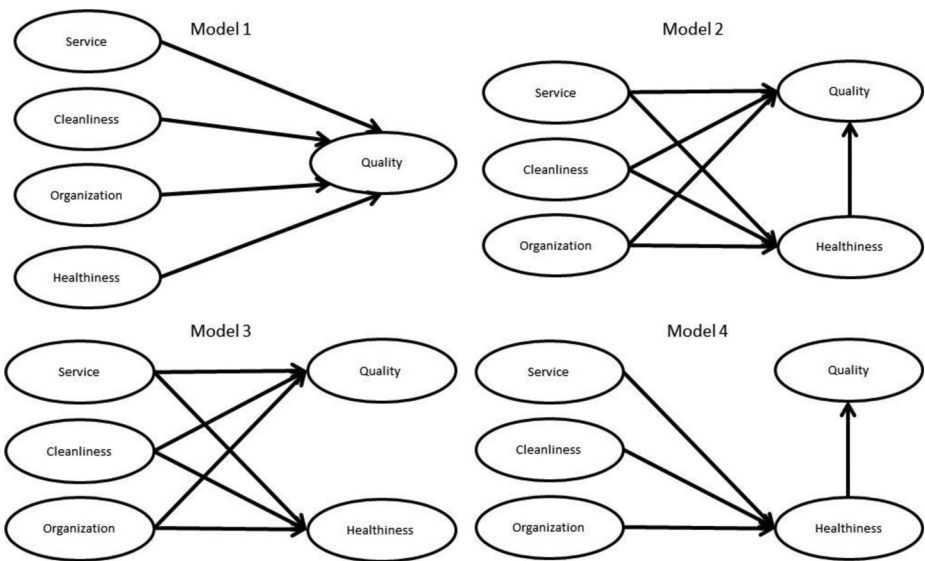 Model 1
Service
Cleanliness
Organization
Healthiness
Quality
Model 2
Service
Cleanliness
Organization
Quality
Healthiness
Model 3
Service
Cleanliness
Organization
Quality
Healthiness
Model 4
Service
Cleanliness
Organization
Quality
Healthiness